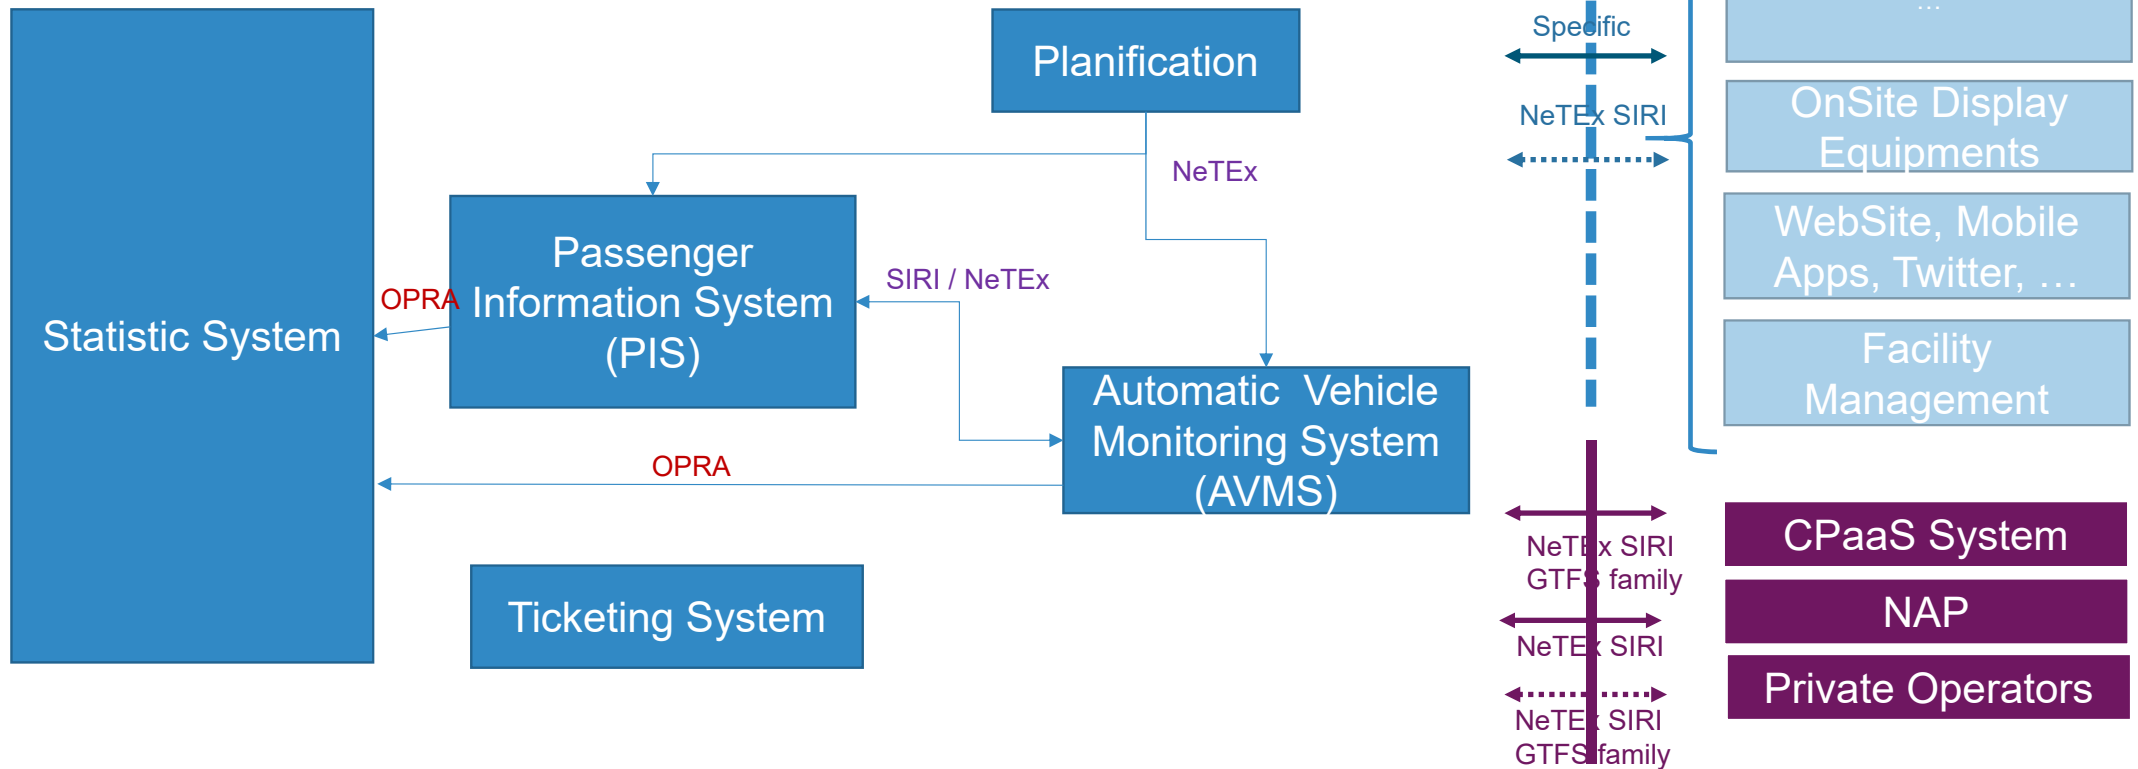 Planification
NeTEx
Passenger
Information System
(PIS)
SIRI / NeTEx
OPRA
Statistic System
Automatic Vehicle
Monitoring System
(AVMS)
OPRA
Ticketing System
Specific
NeTEx SIRI
...
OnSite Display
Equipments
WebSite, Mobile
Apps, Twitter, ...
Facility
Management
NeTEx SIRI
GTFS family
NeTEx SIRI
NeTEx SIRI
GTFS family
CPaaS System
NAP
Private Operators